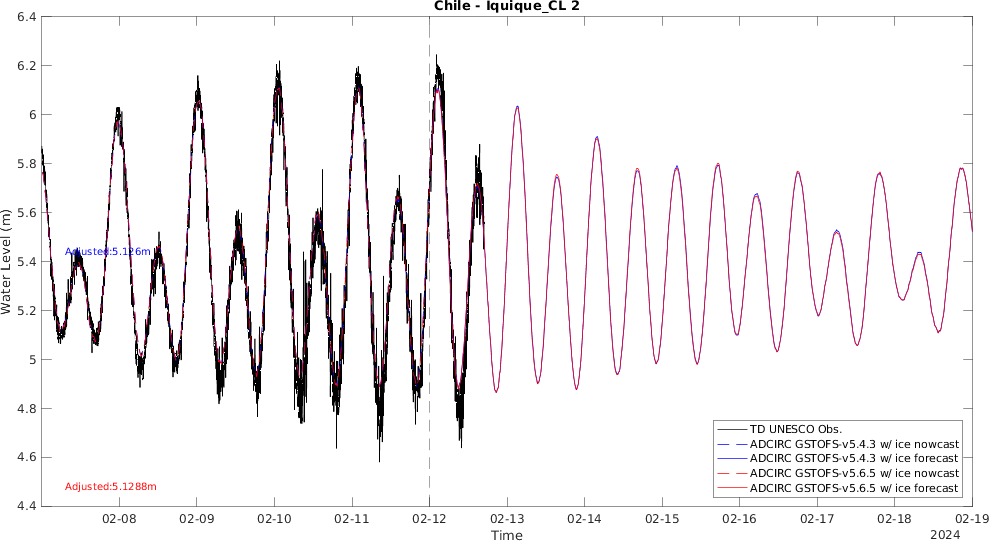 Chile - Iquique_CL 2
6.4
6.2
6
5.8
5.6
5.4
5.2
5
4.8
4.6
4.4
Water Level (m)
Adjusted:5.126m
Adjusted:5.1288m
TD UNESCO Obs.
ADCIRC GSTOFS-v5.4.3 w/ ice nowcast
ADCIRC GSTOFS-v5.4.3 w/ ice forecast
ADCIRC GSTOFS-v5.6.5 w/ ice nowcast
ADCIRC GSTOFS-v5.6.5 w/ ice forecast
02-08 02-09 02-10 02-11 02-12 02-13 02-14 02-15 02-16 02-17 02-18 02-19
Time
2024